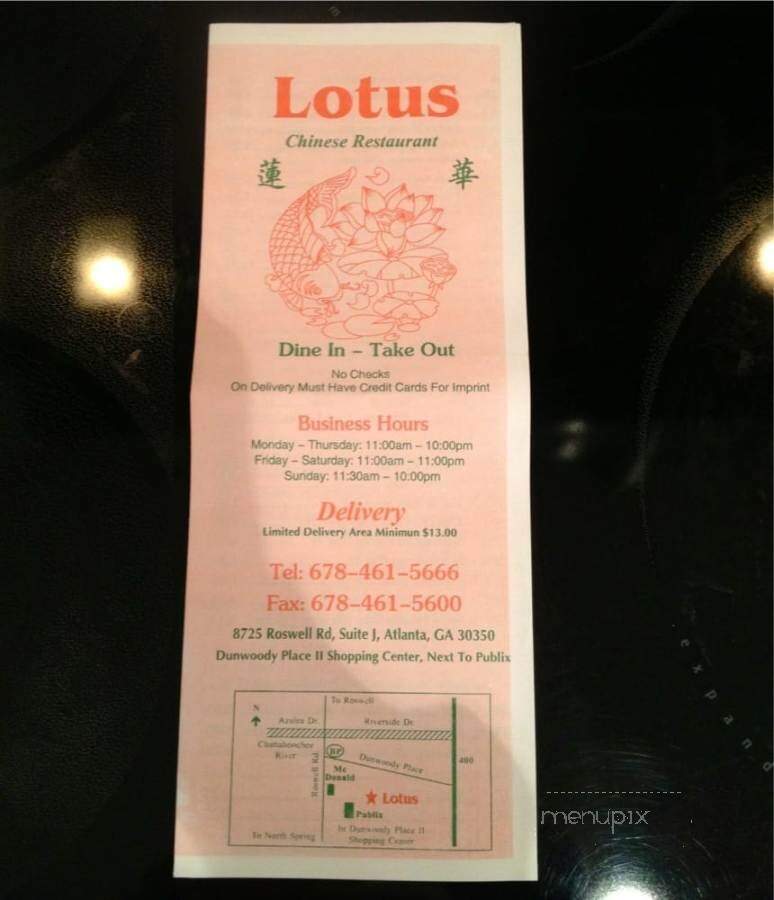 Lotus
Chinese Restaurant
蓮 華
Dine In – Take Out
No Checks
On Delivery Must Have Credit Cards For Imprint
Business Hours
Monday – Thursday: 11:00am – 10:00pm
Friday – Saturday: 11:00am – 11:00pm
Sunday: 11:30am – 10:00pm
Delivery
Limited Delivery Area Minimun $13.00
Tel: 678-461-5666
Fax: 678-461-5600
8725 Roswell Rd, Suite J, Atlanta, GA 30350
Dunwoody Place II Shopping Center, Next To Publix
To Roswell
N
Azalea Dr.
Riverside Dr.
Chattahoochee
River
Roswell Rd.
BP
Dunwoody Place
400
Mc
Donald
Lotus
Publix
To North Spring
In Dunwoody Place II
Shopping Center
expand
menupix